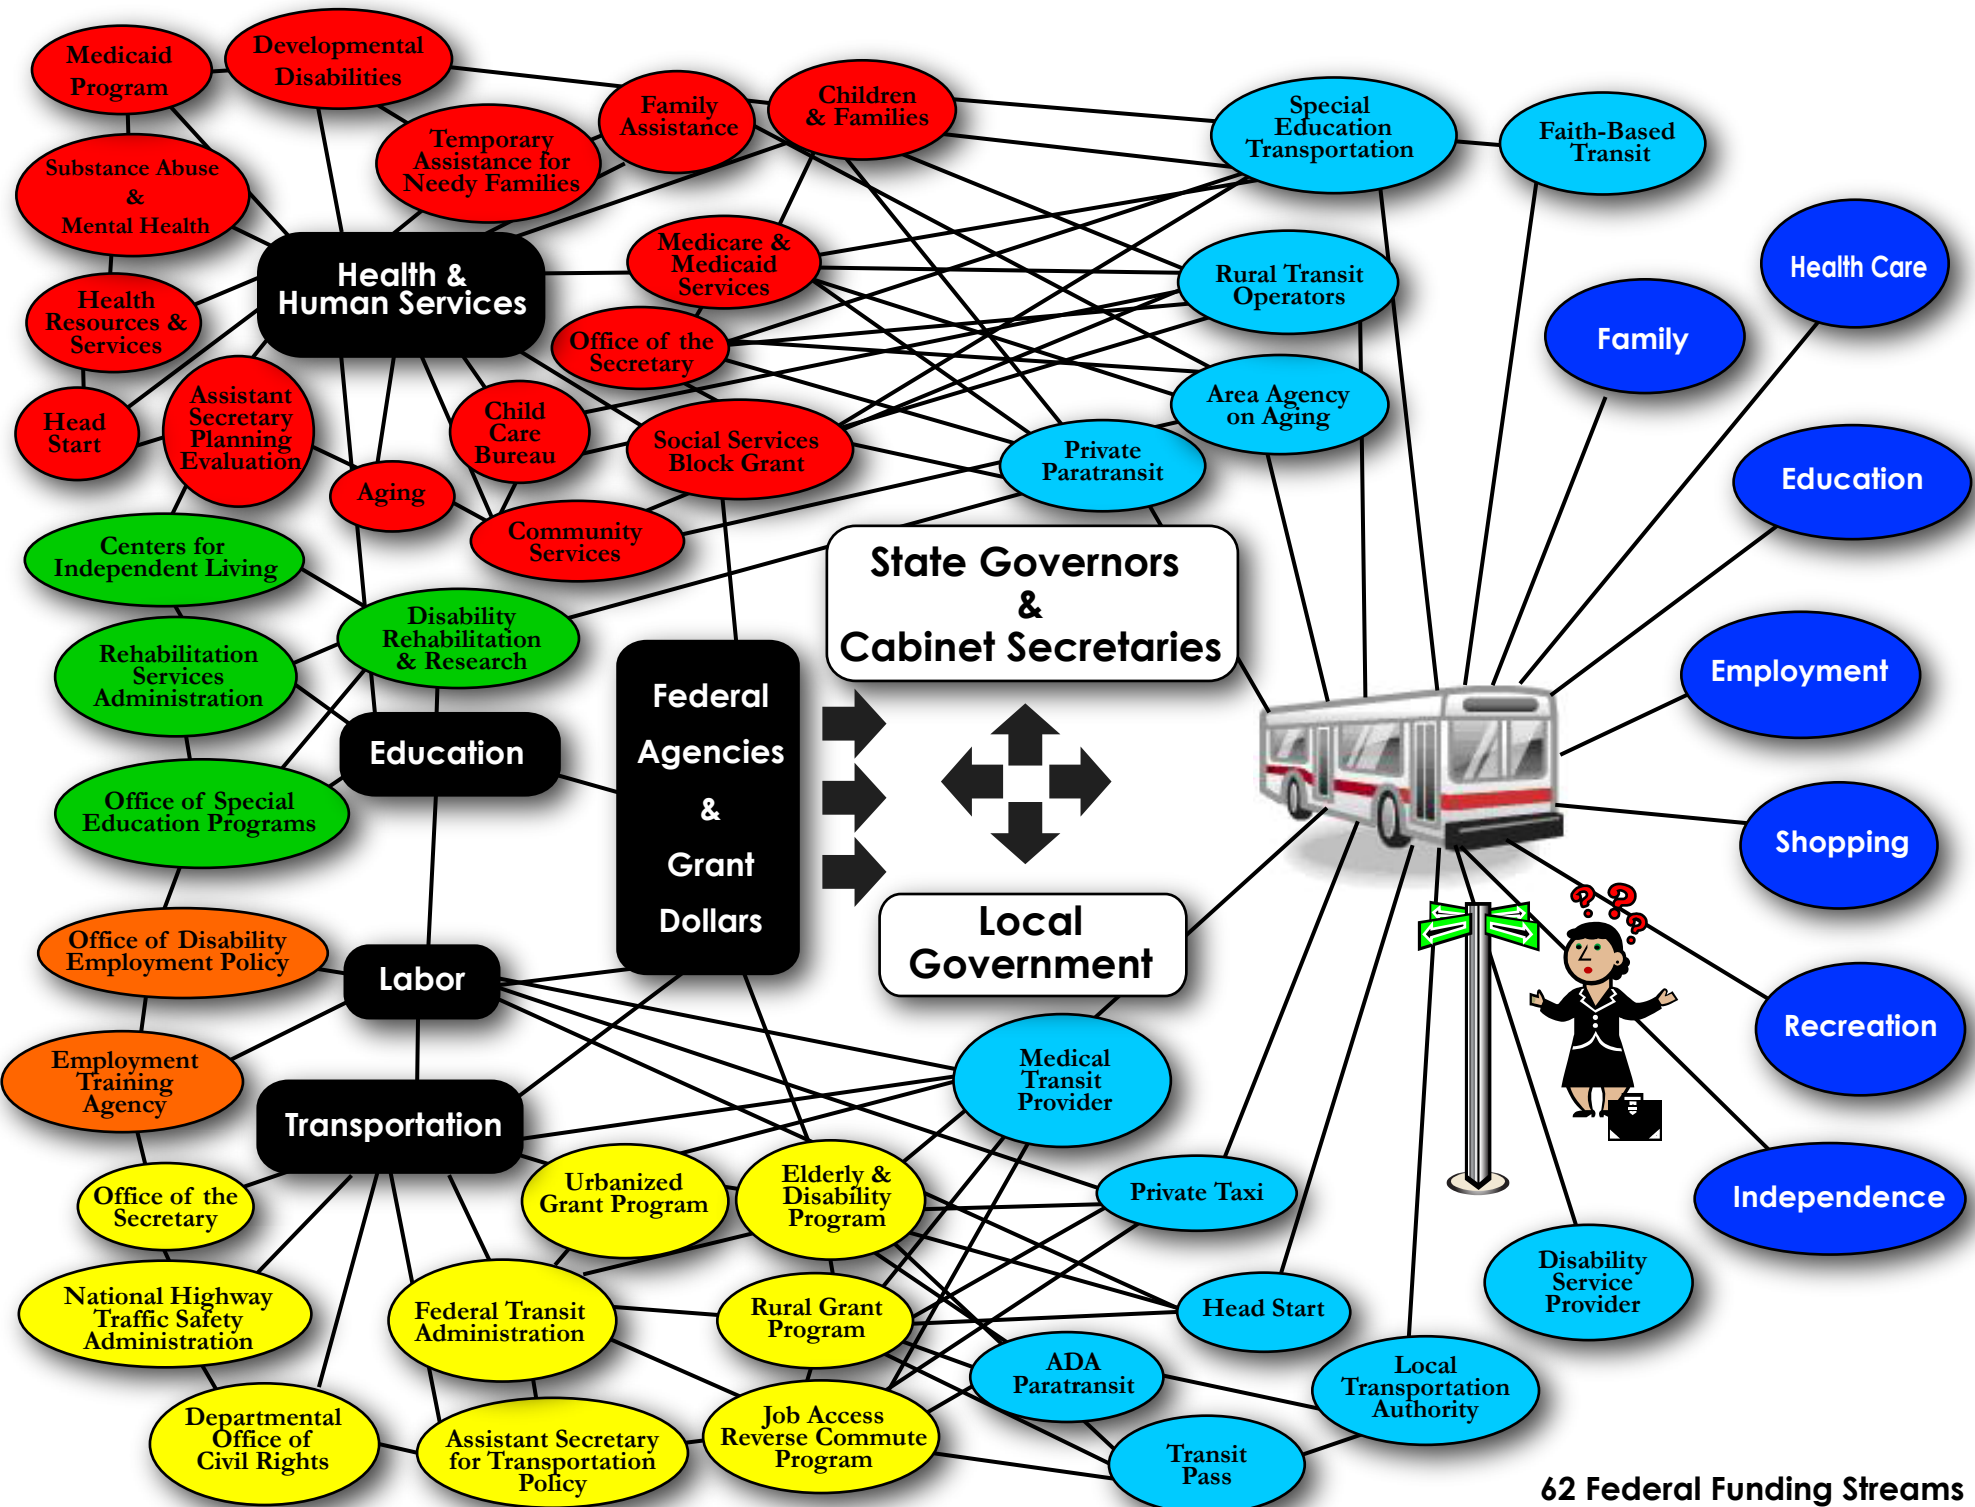 Medicaid
Program
Developmental
Disabilities
Temporary
Assistance for
Needy Families
Family
Assistance
Children
& Families
Special
Education
Transportation
Faith-Based
Transit
Substance Abuse
&
Mental Health
Health &
Human Services
Medicare &
Medicaid
Services
Rural Transit
Operators
Health Care
Family
Health
Resources &
Services
Office of the
Secretary
Area Agency
on Aging
Head
Start
Assistant
Secretary
Planning
Evaluation
Child
Care
Bureau
Social Services
Block Grant
Private
Paratransit
Education
Aging
Community
Services
Centers for
Independent Living
State Governors
&
Cabinet Secretaries
Disability
Rehabilitation
& Research
Rehabilitation
Services
Administration
Employment
Education
Federal
Agencies
&
Grant
Dollars
Office of Special
Education Programs
Shopping
Office of Disability
Employment Policy
Labor
Local
Government
Recreation
Employment
Training
Agency
Transportation
Medical
Transit
Provider
Office of the
Secretary
Urbanized
Grant Program
Elderly &
Disability
Program
Private Taxi
Independence
National Highway
Traffic Safety
Administration
Federal Transit
Administration
Rural Grant
Program
Head Start
Disability
Service
Provider
ADA
Paratransit
Local
Transportation
Authority
Departmental
Office of
Civil Rights
Assistant Secretary
for Transportation
Policy
Job Access
Reverse Commute
Program
Transit
Pass
62 Federal Funding Streams
? ? ?